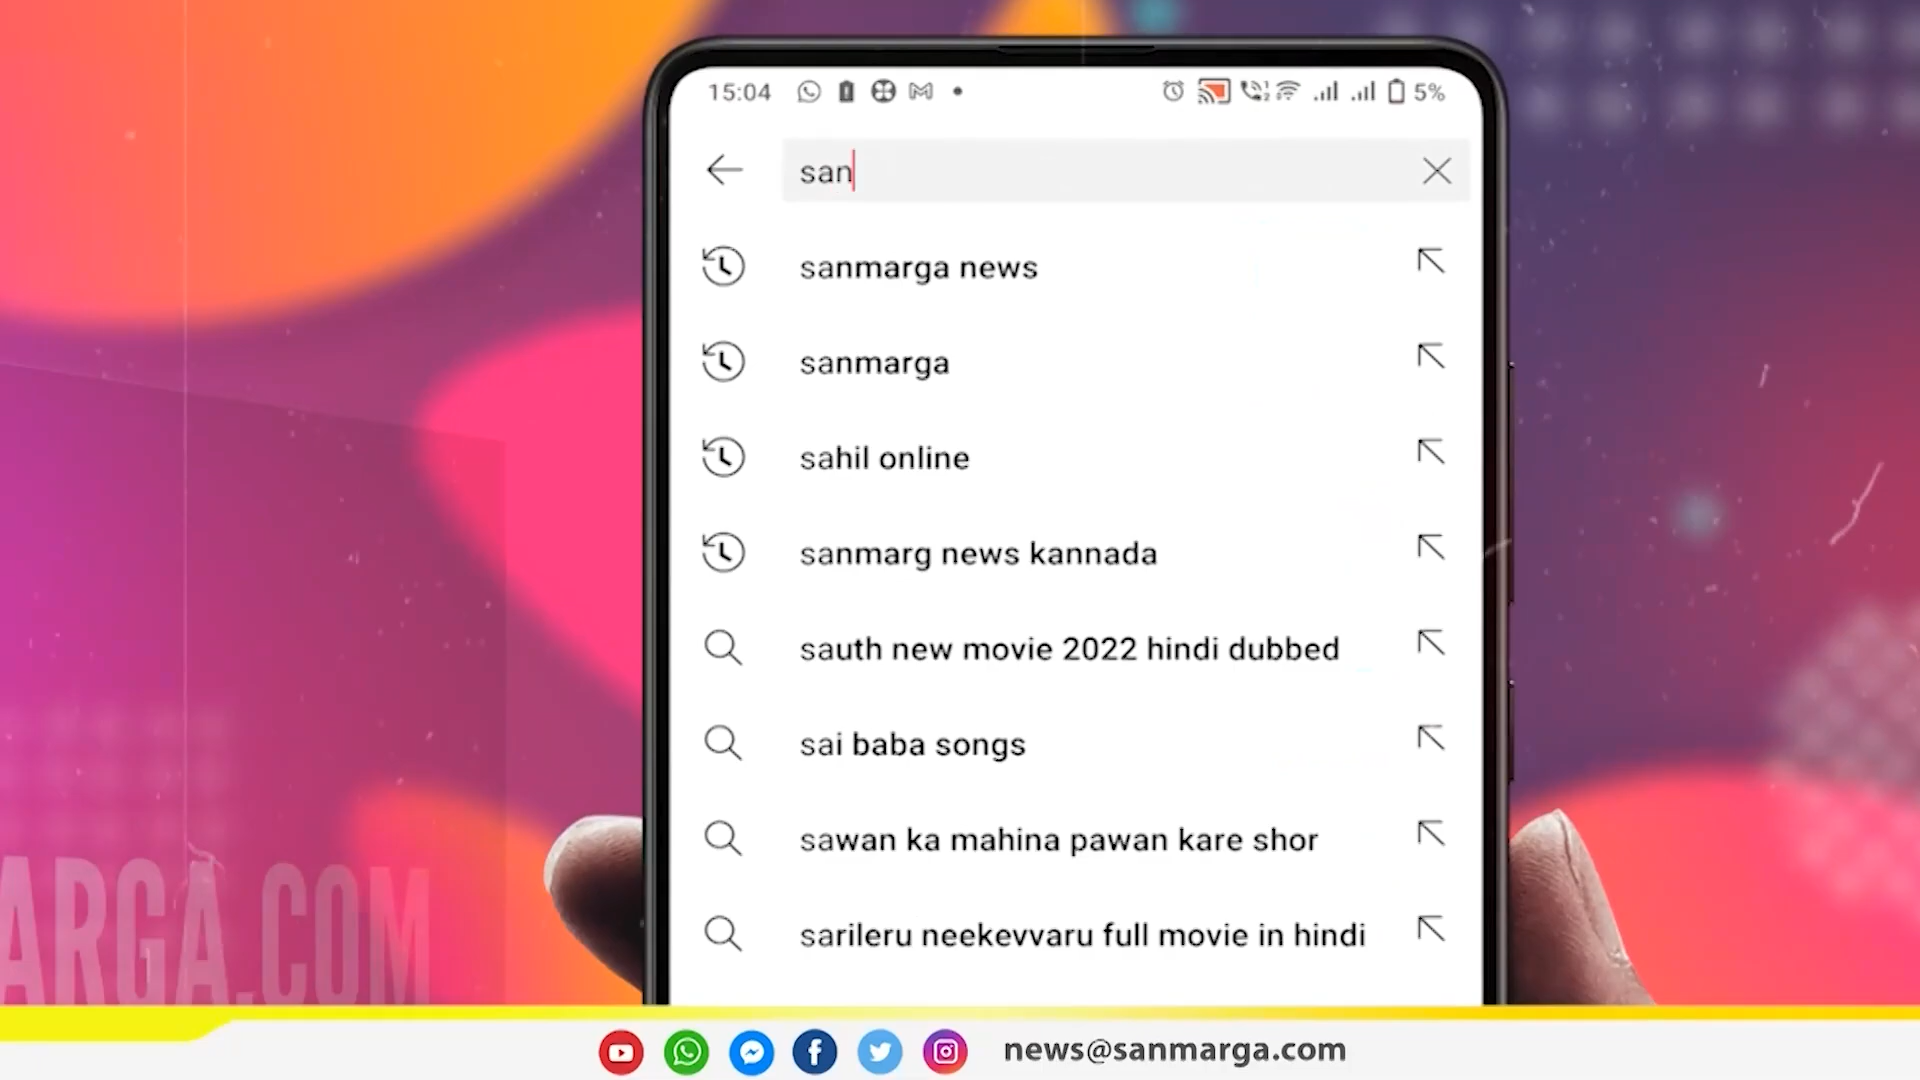 15:04
5%
san
sanmarga news
sanmarga
sahil online
sanmarg news kannada
sauth new movie 2022 hindi dubbed
sai baba songs
sawan ka mahina pawan kare shor
sarileru neekevvaru full movie in hindi
ARGA.COM
news@sanmarga.com